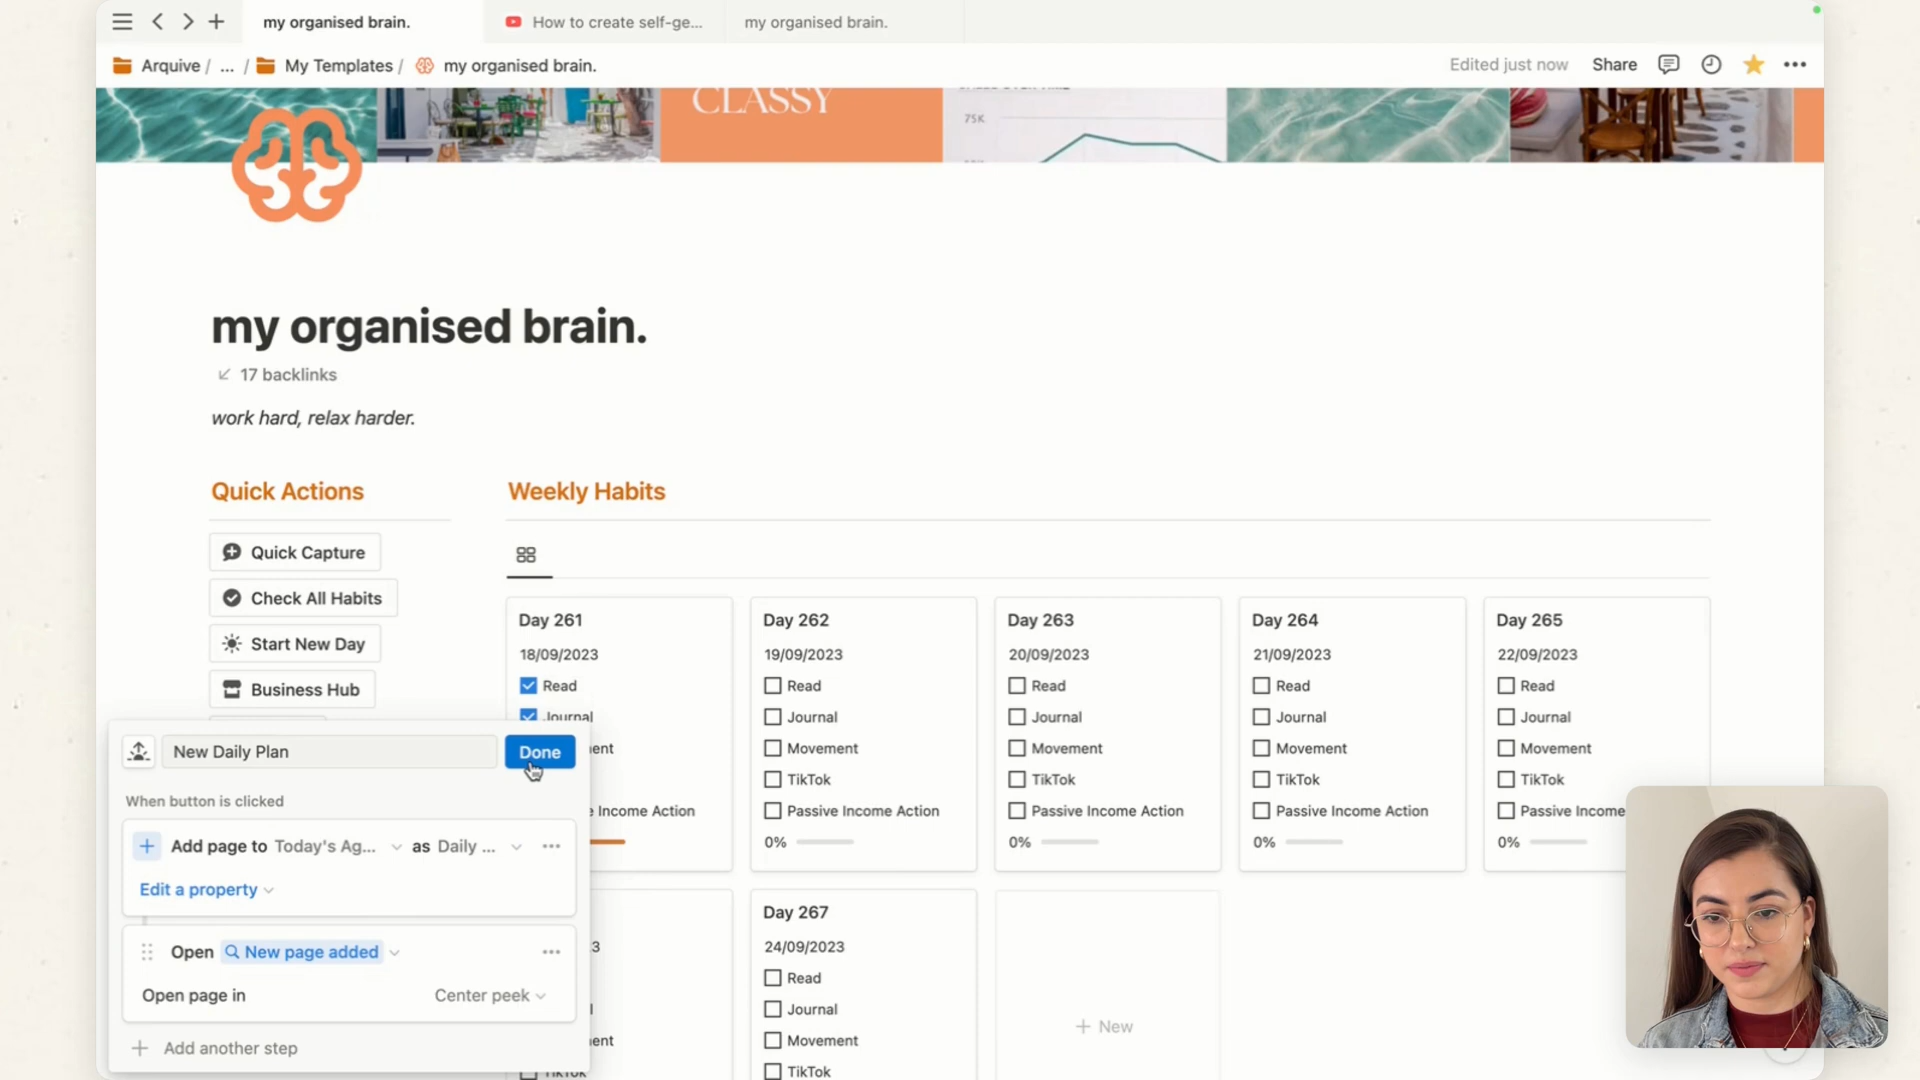 my organised brain.
How to create self-ge...
my organised brain.
Arquive / ... / My Templates / my organised brain.
Edited just now
Share
CLASSY
75K
my organised brain.
17 backlinks
work hard, relax harder.
Quick Actions
Quick Capture
Check All Habits
Start New Day
Business Hub
Weekly Habits
Day 261
18/09/2023
Read
Journal
ent
e Income Action
Day 262
19/09/2023
Read
Journal
Movement
TikTok
Passive Income Action
0%
Day 263
20/09/2023
Read
Journal
Movement
TikTok
Passive Income Action
0%
Day 264
21/09/2023
Read
Journal
Movement
TikTok
Passive Income Action
0%
Day 265
22/09/2023
Read
Journal
Movement
TikTok
Passive Income
0%
New Daily Plan
Done
When button is clicked
Add page to Today's Ag... as Daily ...
Edit a property
Open New page added
Open page in
Center peek
Add another step
3
ent
TikTok
Day 267
24/09/2023
Read
Journal
Movement
TikTok
New